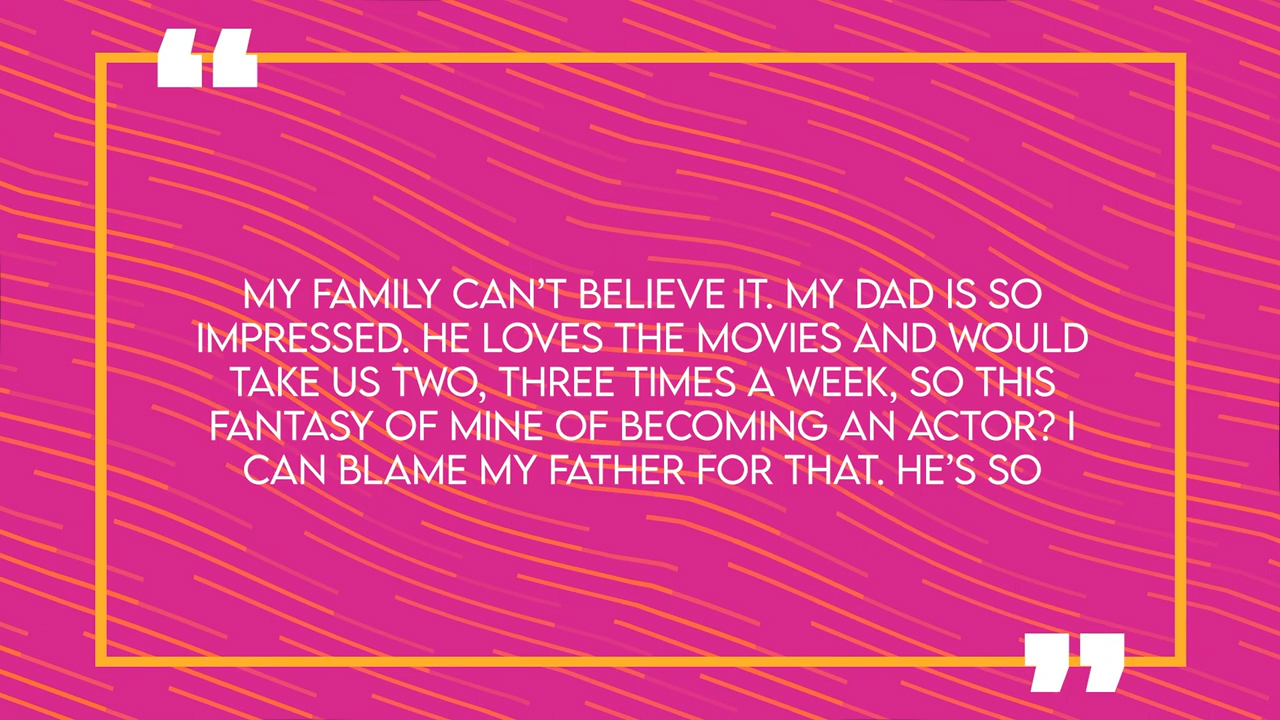 “
MY FAMILY CAN’T BELIEVE IT. MY DAD IS SO
IMPRESSED. HE LOVES THE MOVIES AND WOULD
TAKE US TWO, THREE TIMES A WEEK, SO THIS
FANTASY OF MINE OF BECOMING AN ACTOR? I
CAN BLAME MY FATHER FOR THAT. HE’S SO
”